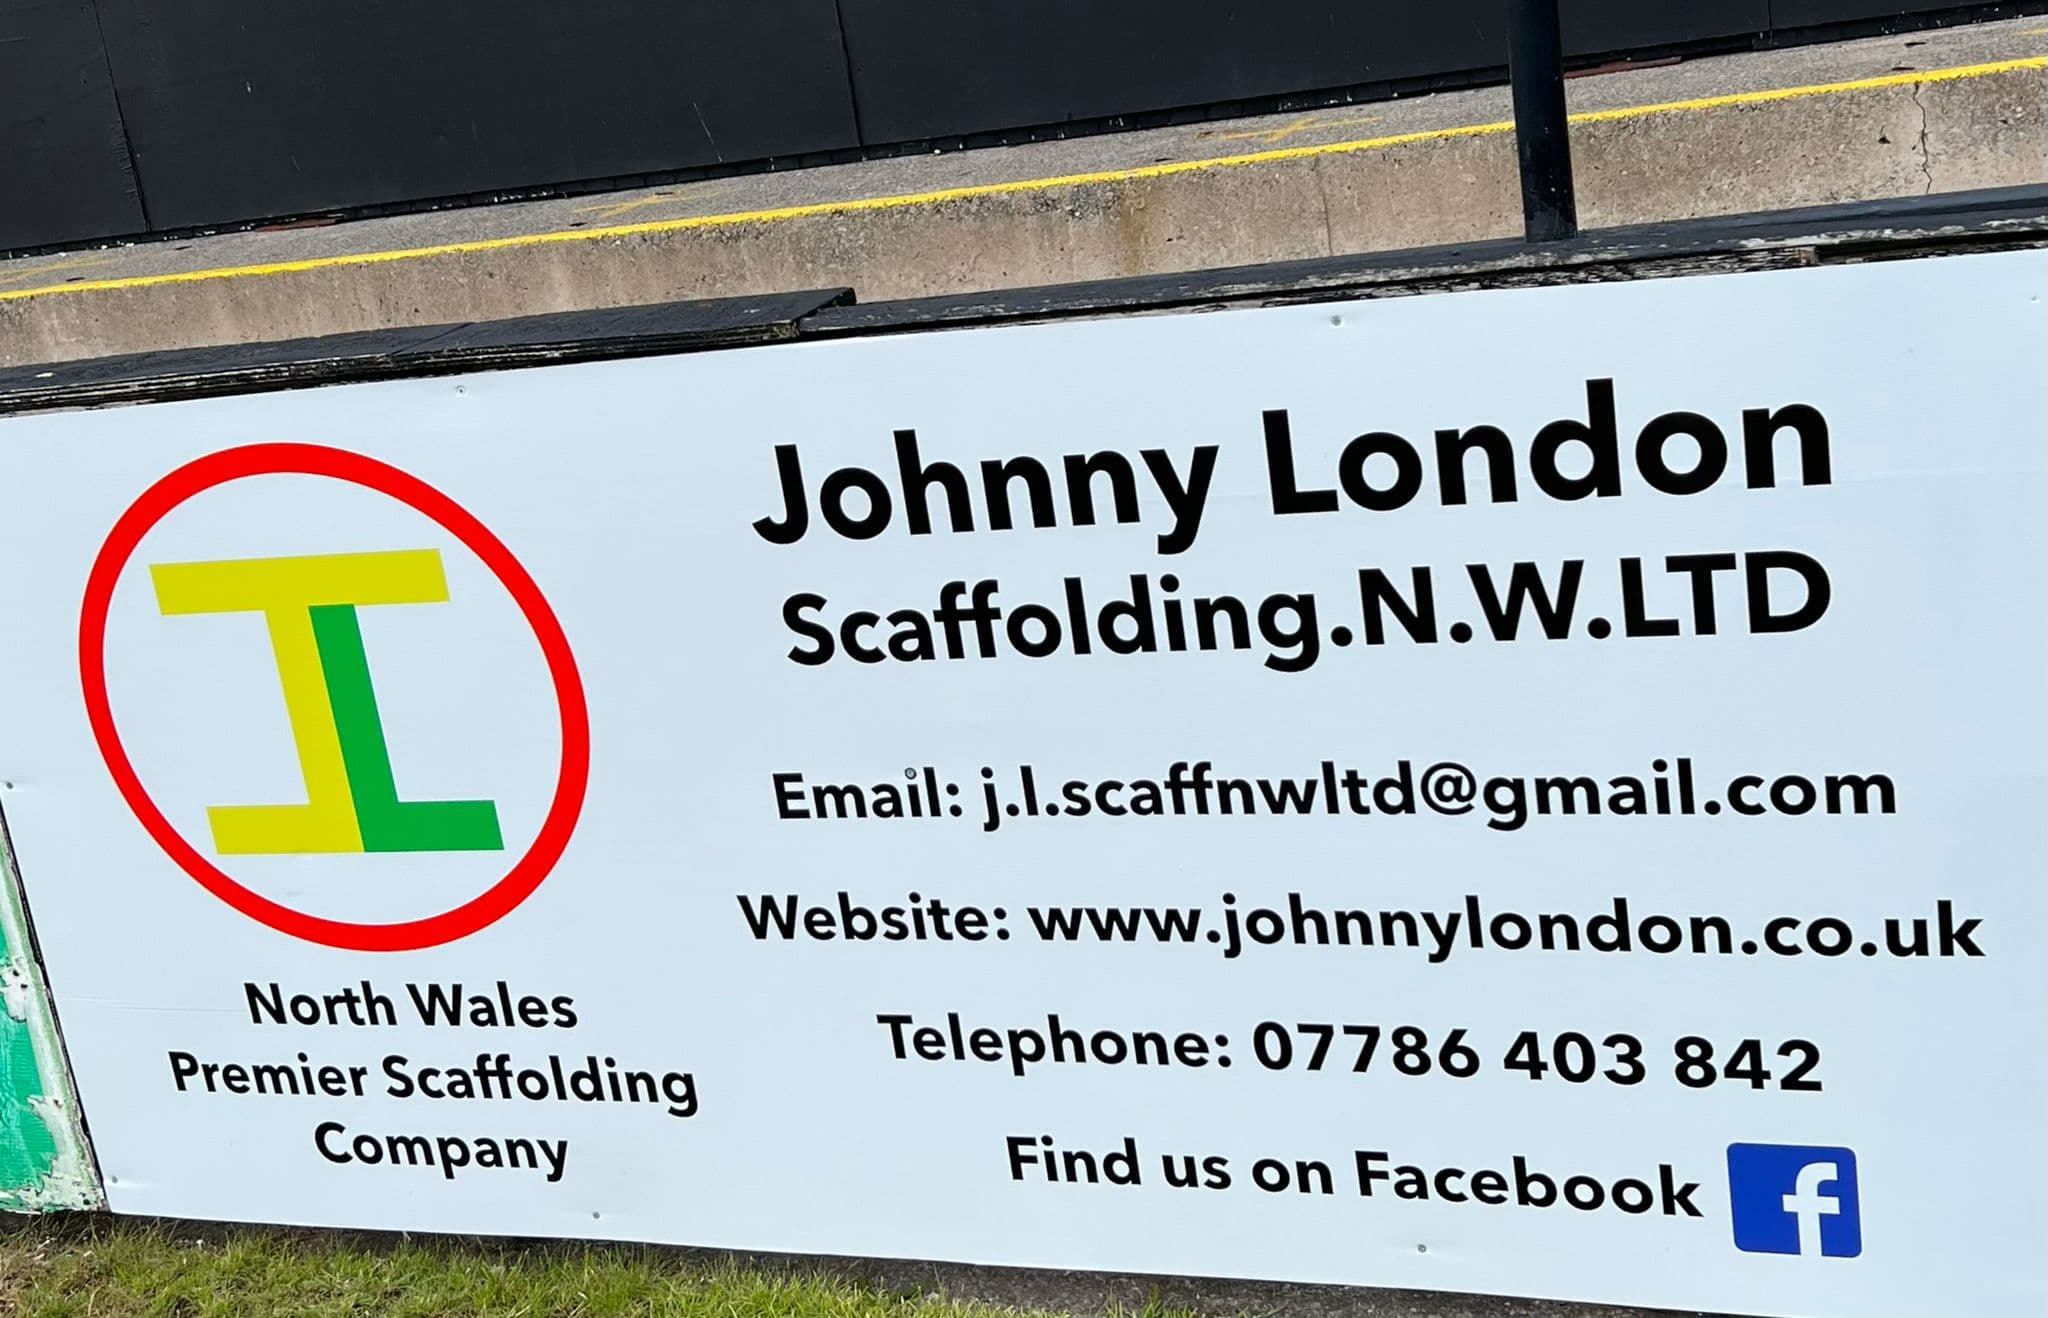 Johnny London
Scaffolding.N.W.LTD
Email: j.l.scaffnwltd@gmail.com
Website: www.johnnylondon.co.uk
Telephone: 07786 403 842
Find us on Facebook f
North Wales
Premier Scaffolding
Company